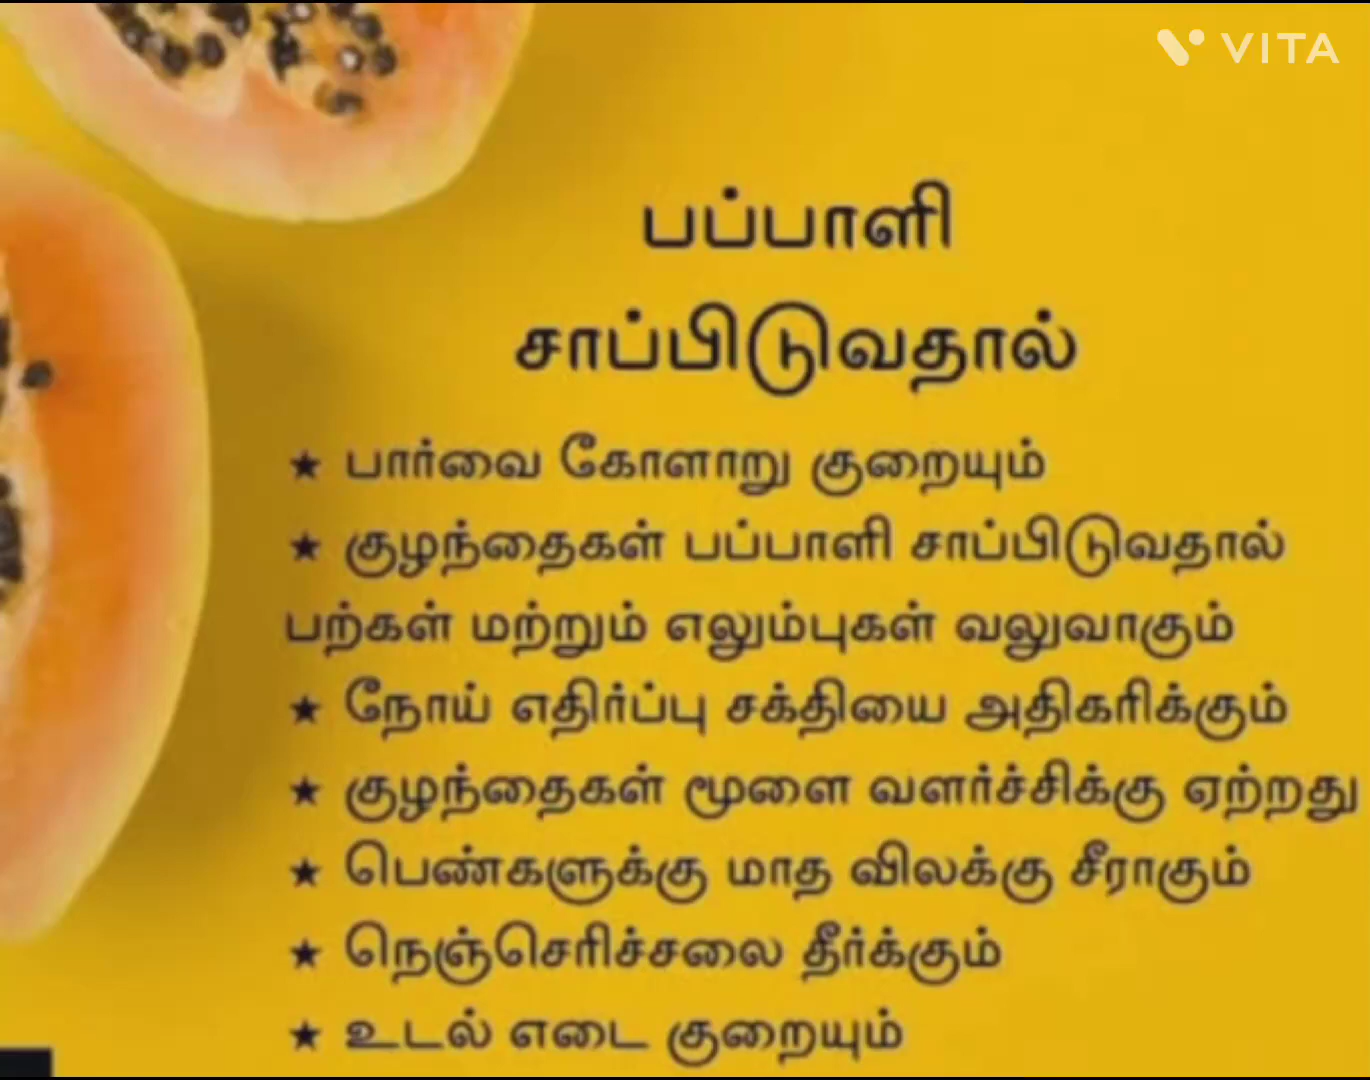 VITA
பப்பாளி
சாப்பிடுவதால்
★ பார்வை கோளாறு குறையும்
★ குழந்தைகள் பப்பாளி சாப்பிடுவதால்
பற்கள் மற்றும் எலும்புகள் வலுவாகும்
★ நோய் எதிர்ப்பு சக்தியை அதிகரிக்கும்
★ குழந்தைகள் மூளை வளர்ச்சிக்கு ஏற்றது
★ பெண்களுக்கு மாத விலக்கு சீராகும்
★ நெஞ்செரிச்சலை தீர்க்கும்
★ உடல் எடை குறையும்